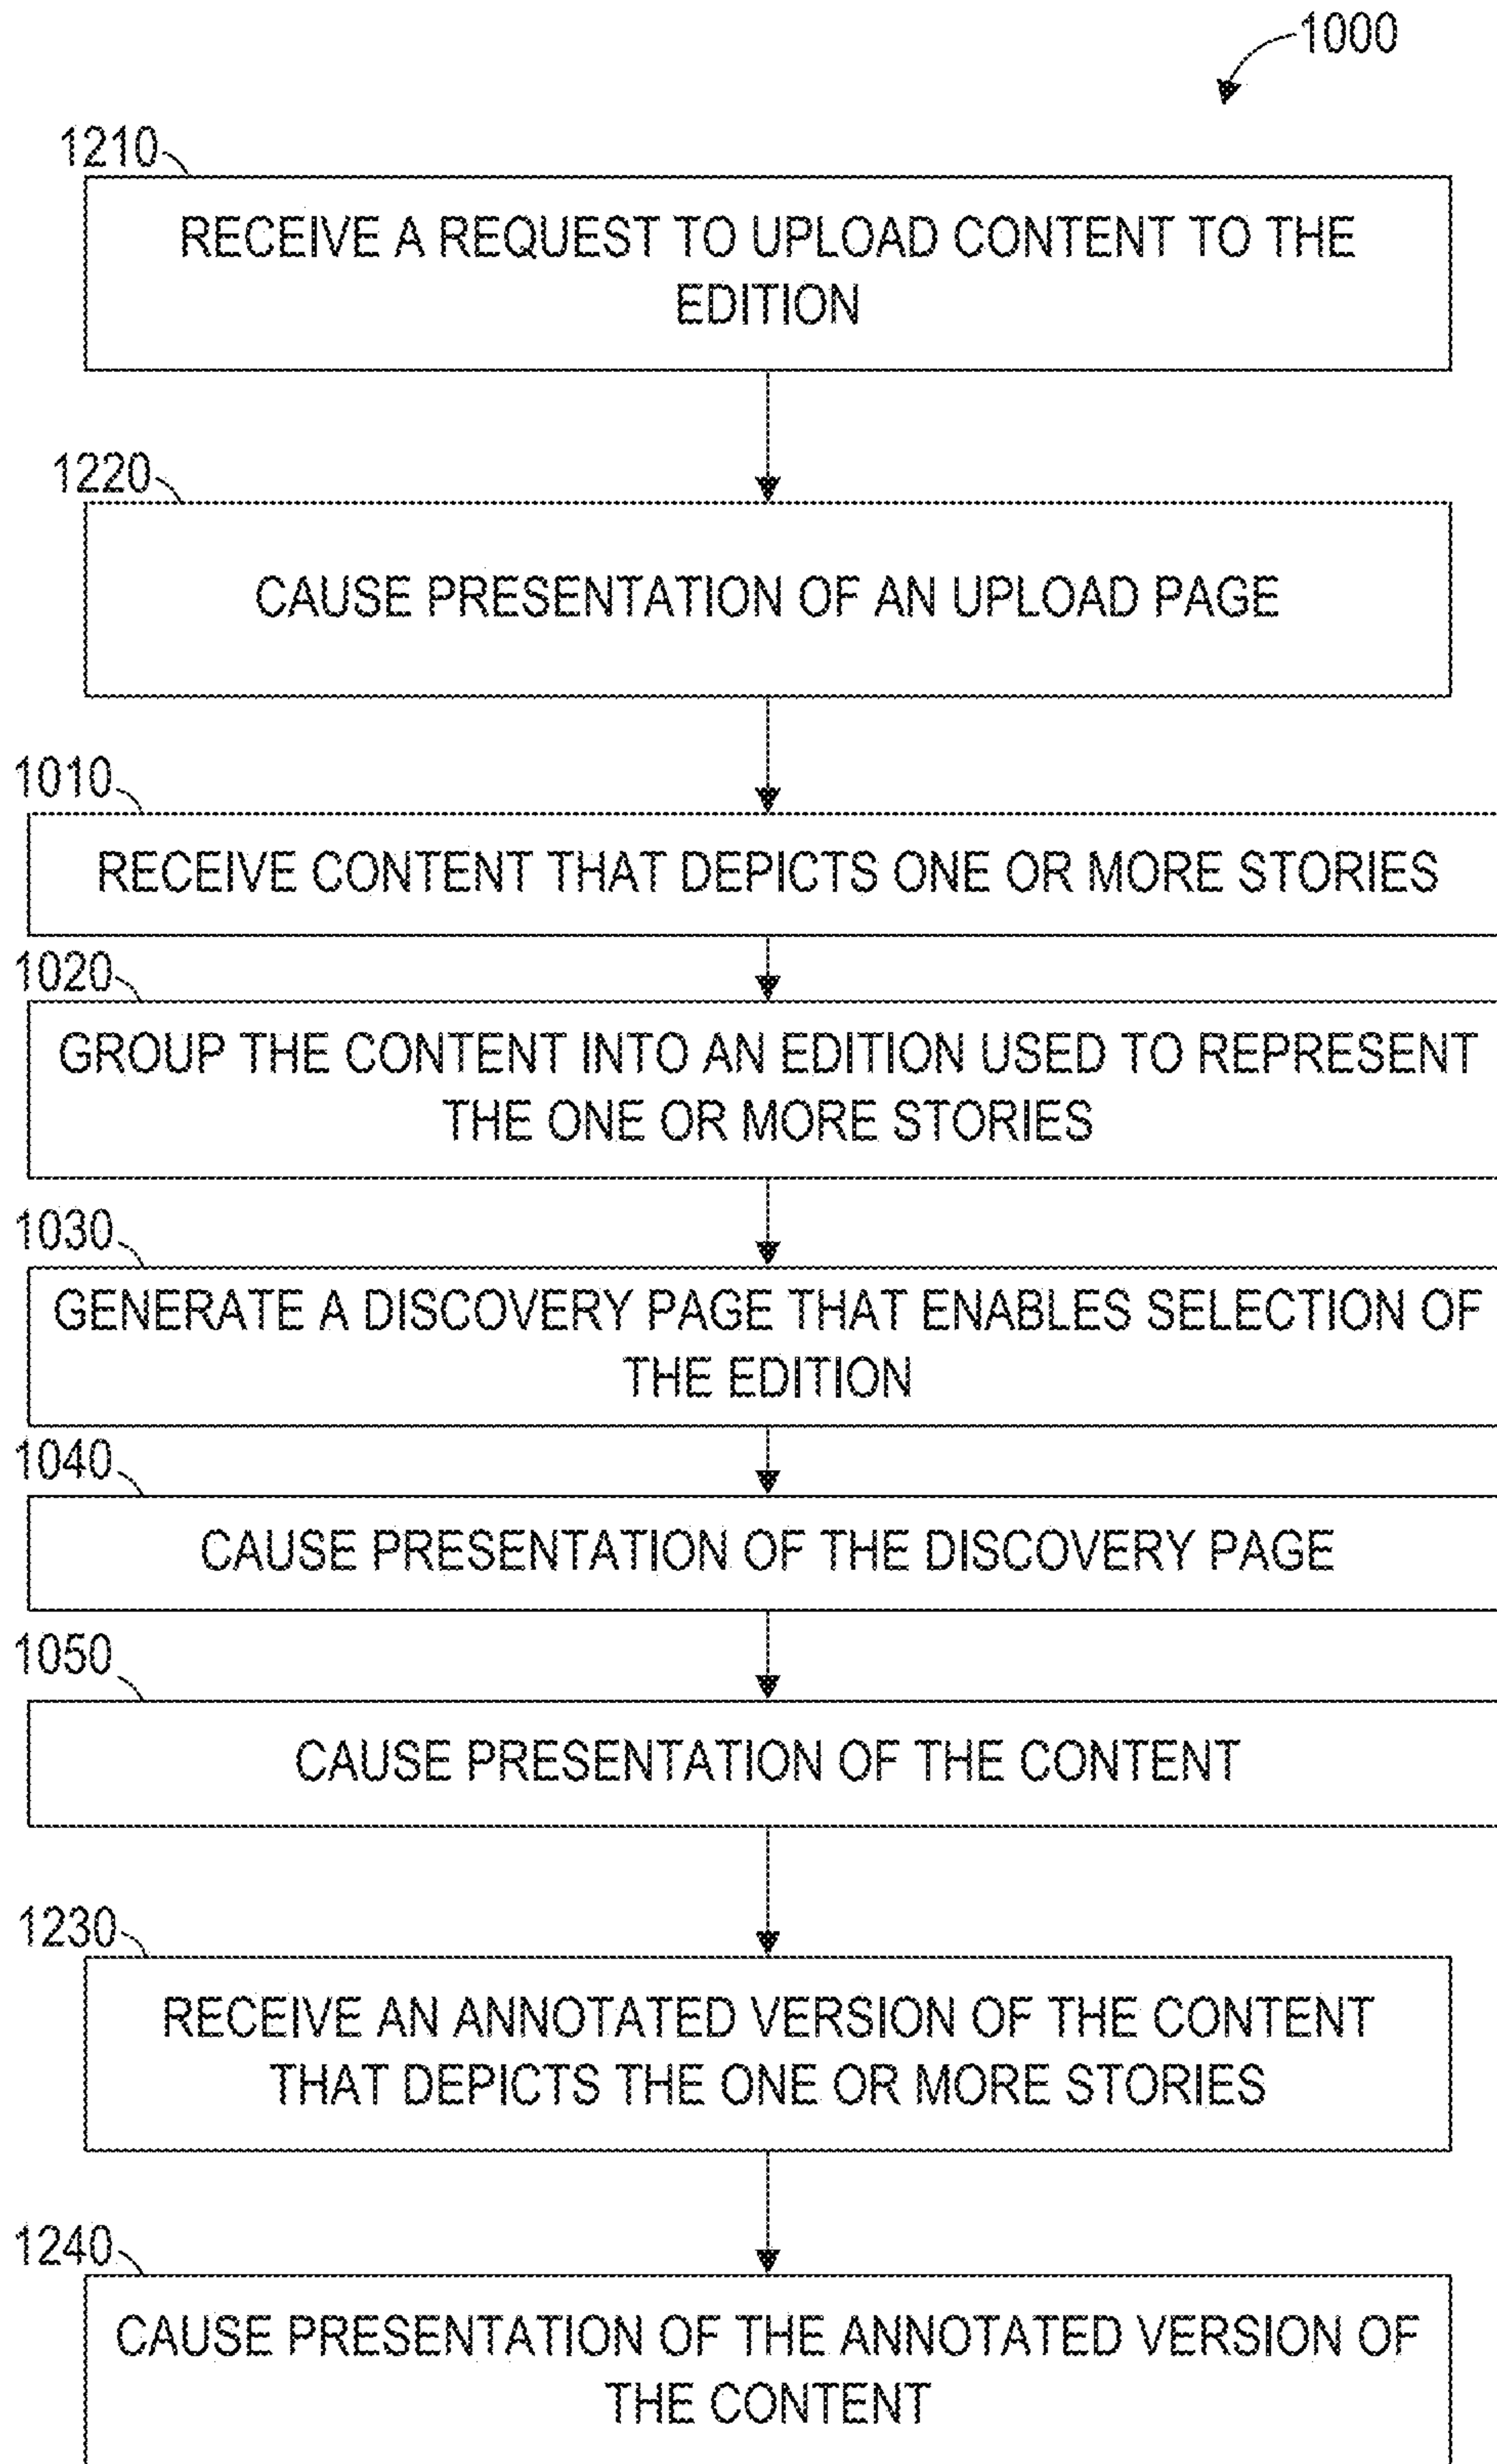 1000
1210
RECEIVE A REQUEST TO UPLOAD CONTENT TO THE
EDITION
1220
CAUSE PRESENTATION OF AN UPLOAD PAGE
1010
RECEIVE CONTENT THAT DEPICTS ONE OR MORE STORIES
1020
GROUP THE CONTENT INTO AN EDITION USED TO REPRESENT
THE ONE OR MORE STORIES
1030
GENERATE A DISCOVERY PAGE THAT ENABLES SELECTION OF
THE EDITION
1040
CAUSE PRESENTATION OF THE DISCOVERY PAGE
1050
CAUSE PRESENTATION OF THE CONTENT
1230
RECEIVE AN ANNOTATED VERSION OF THE CONTENT
THAT DEPICTS THE ONE OR MORE STORIES
1240
CAUSE PRESENTATION OF THE ANNOTATED VERSION OF
THE CONTENT